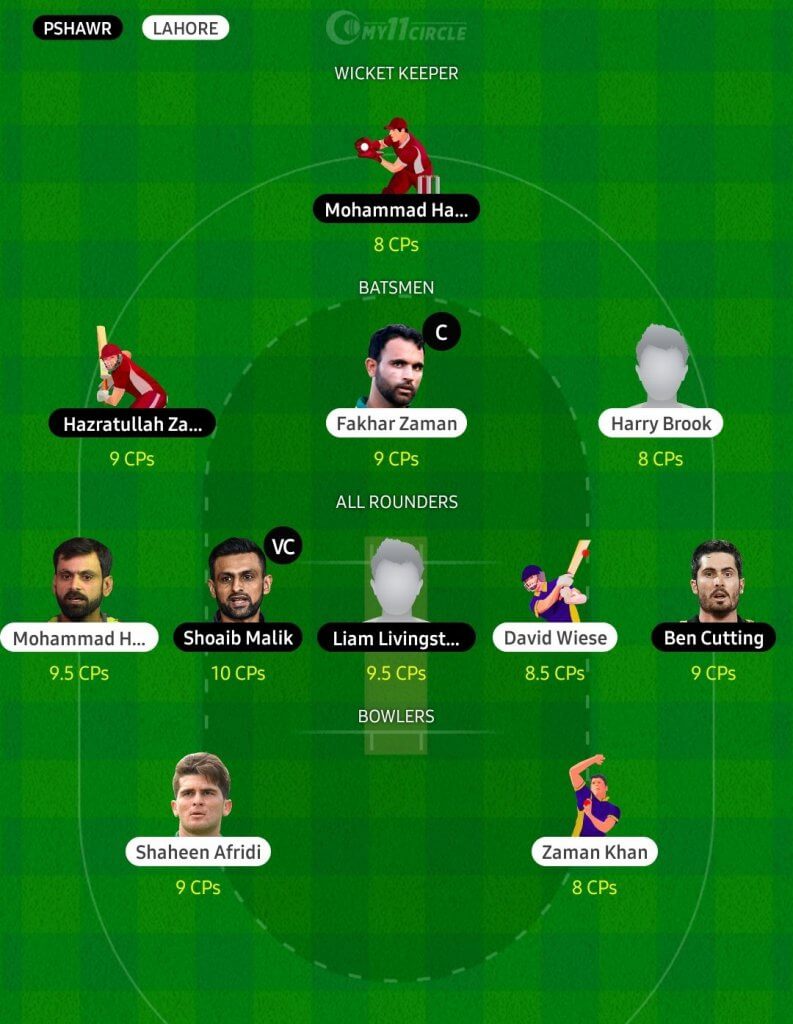 PSHAWR LAHORE MY11CIRCLE
WICKET KEEPER
Mohammad Ha...
8 CPs
BATSMEN
C
Hazratullah Za... Fakhar Zaman Harry Brook
9 CPs 9 CPs 8 CPs
ALL ROUNDERS
VC
Mohammad H... Shoaib Malik Liam Livingst... David Wiese Ben Cutting
9.5 CPs 10 CPs 9.5 CPs 8.5 CPs 9 CPs
BOWLERS
Shaheen Afridi Zaman Khan
9 CPs 8 CPs